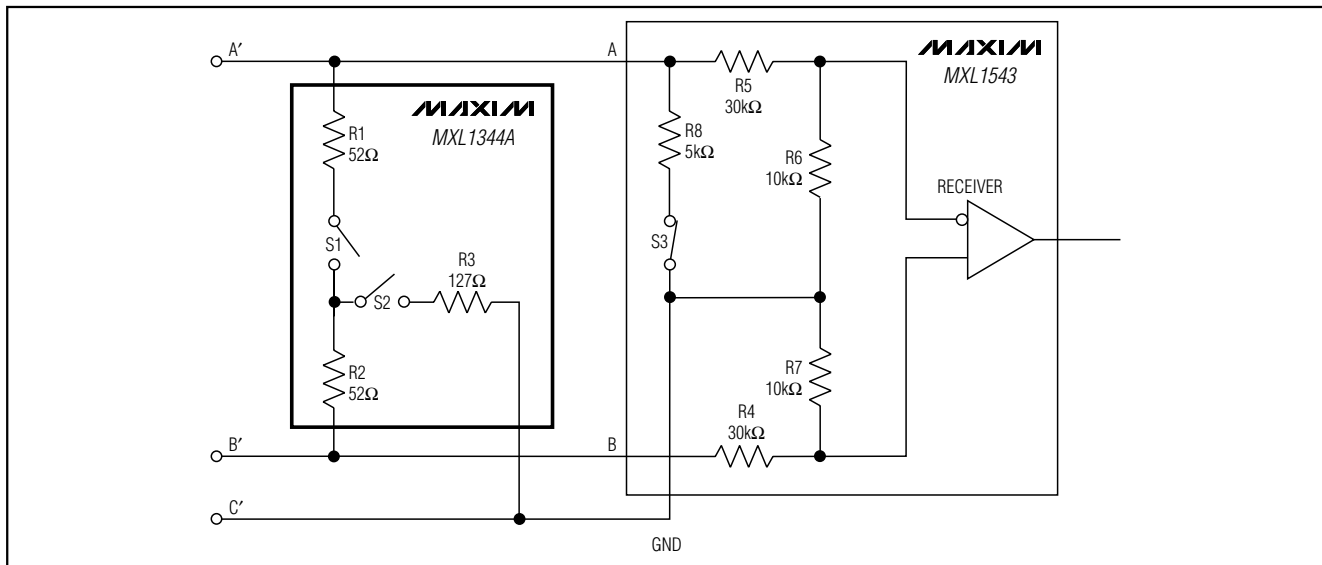 A′
A
MAXIM
MXL1543
R5
30kΩ
MAXIM
MXL1344A
R1
52Ω
R8
5kΩ
R6
10kΩ
RECEIVER
S1
S3
R3
127Ω
S2
R2
52Ω
R7
10kΩ
R4
30kΩ
B′
B
C′
GND